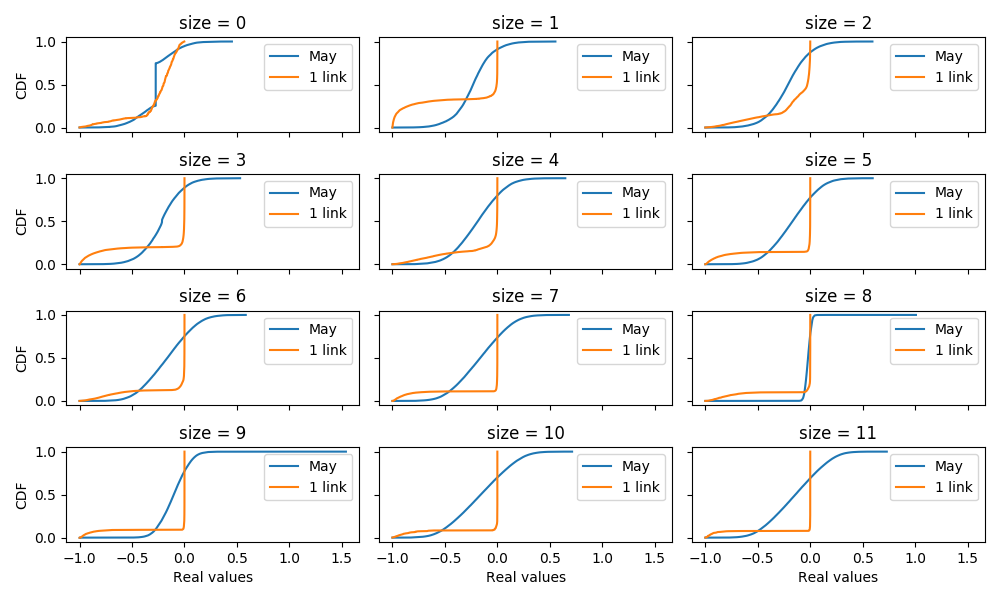 size = 0
size = 1
size = 2
1.0
0.5
0.0
CDF
May
1 link
May
1 link
May
1 link
size = 3
size = 4
size = 5
1.0
0.5
0.0
CDF
May
1 link
May
1 link
May
1 link
size = 6
size = 7
size = 8
1.0
0.5
0.0
CDF
May
1 link
May
1 link
May
1 link
size = 9
size = 10
size = 11
1.0
0.5
0.0
CDF
May
1 link
May
1 link
May
1 link
−1.0 −0.5 0.0 0.5 1.0 1.5
−1.0 −0.5 0.0 0.5 1.0 1.5
−1.0 −0.5 0.0 0.5 1.0 1.5
Real values
Real values
Real values